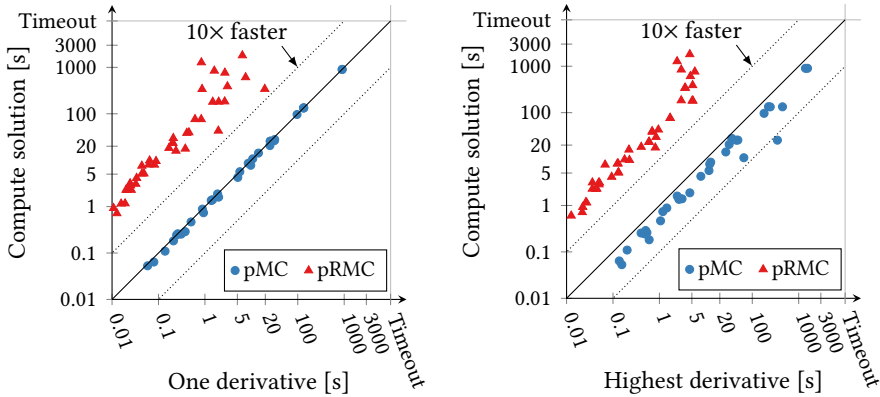 Timeout
3000
1000
100
20
5
1
0.1
0.01
Compute solution [s]
10× faster
pMC
pRMC
0.01
0.1
1
5
20
100
1000
3000
Timeout
One derivative [s]
Timeout
3000
1000
100
20
5
1
0.1
0.01
Compute solution [s]
10× faster
pMC
pRMC
0.01
0.1
1
5
20
100
1000
3000
Timeout
Highest derivative [s]